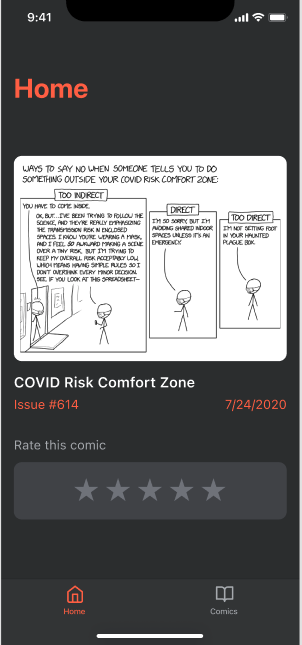 9:41
Home
WAYS TO SAY NO WHEN SOMEONE TELLS YOU TO DO
SOMETHING OUTSIDE YOUR COVID RISK COMFORT ZONE:
TOO INDIRECT
YOU HAVE TO COME INSIDE.
OK, BUT...I'VE BEEN TRYING TO FOLLOW THE
SCIENCE, AND THEY'RE REALLY EMPHASIZING
THE TRANSMISSION RISK IN ENCLOSED
SPACES. I KNOW YOU'RE WEARING A MASK,
AND I FEEL SO AWKWARD MAKING A SCENE
OVER A TINY RISK, BUT I'M TRYING TO
KEEP MY OVERALL RISK ACCEPTABLY LOW,
WHICH MEANS HAVING SIMPLE RULES SO I
DON'T OVERTHINK EVERY MINOR DECISION.
SEE, IF YOU LOOK AT THIS SPREADSHEET—
DIRECT
I'M SO SORRY, BUT I'M
AVOIDING SHARED INDOOR
SPACES UNLESS IT'S AN
EMERGENCY.
TOO DIRECT
I'M NOT SETTING FOOT
IN YOUR HAUNTED
PLAGUE BOX.
COVID Risk Comfort Zone
Issue #614
7/24/2020
Rate this comic
Home
Comics